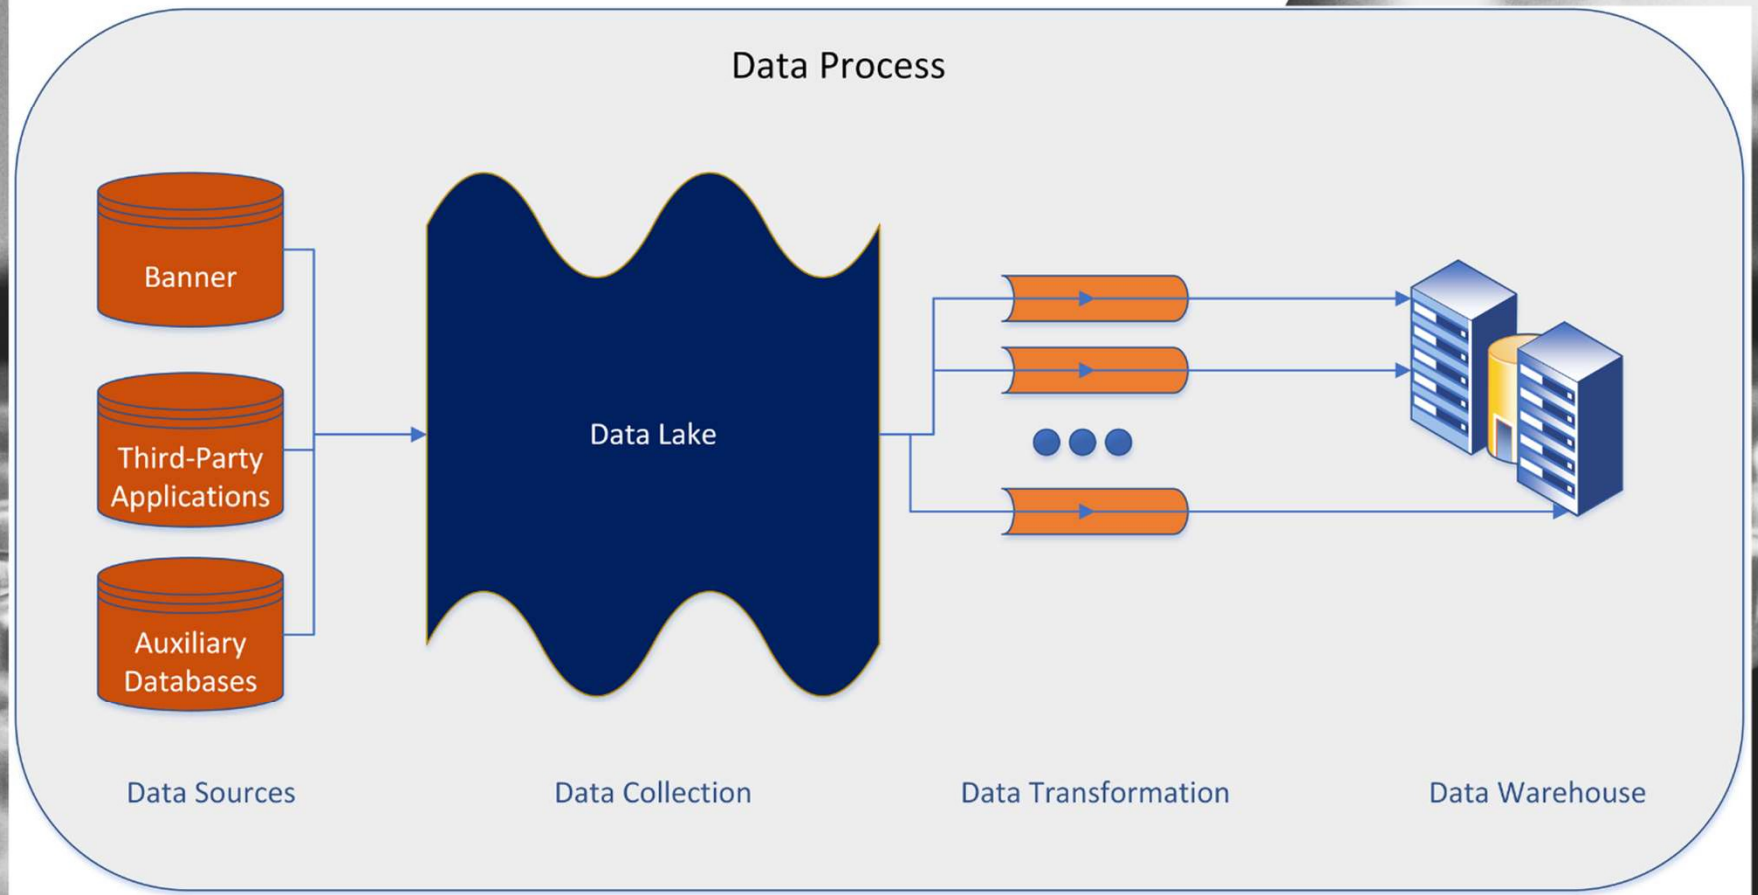 Data Process
Banner
Third-Party
Applications
Auxiliary
Databases
Data Lake
Data Sources
Data Collection
Data Transformation
Data Warehouse